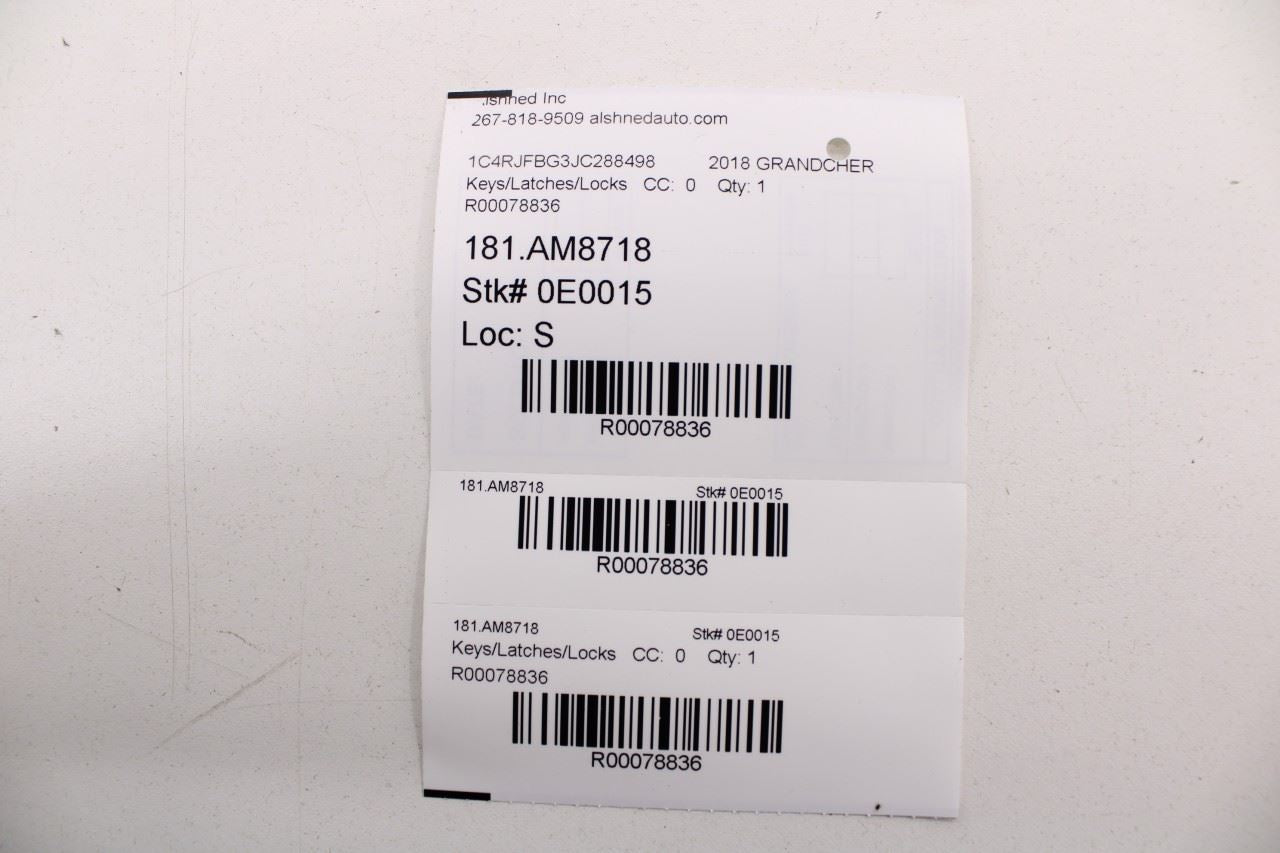 .lshned Inc
267-818-9509 alshnedauto.com
1C4RJFBG3JC288498 2018 GRANDCHER
Keys/Latches/Locks CC: 0 Qty: 1
R00078836
181.AM8718
Stk# 0E0015
Loc: S
R00078836
181.AM8718 Stk# 0E0015
R00078836
181.AM8718 Stk# 0E0015
Keys/Latches/Locks CC: 0 Qty: 1
R00078836
R00078836